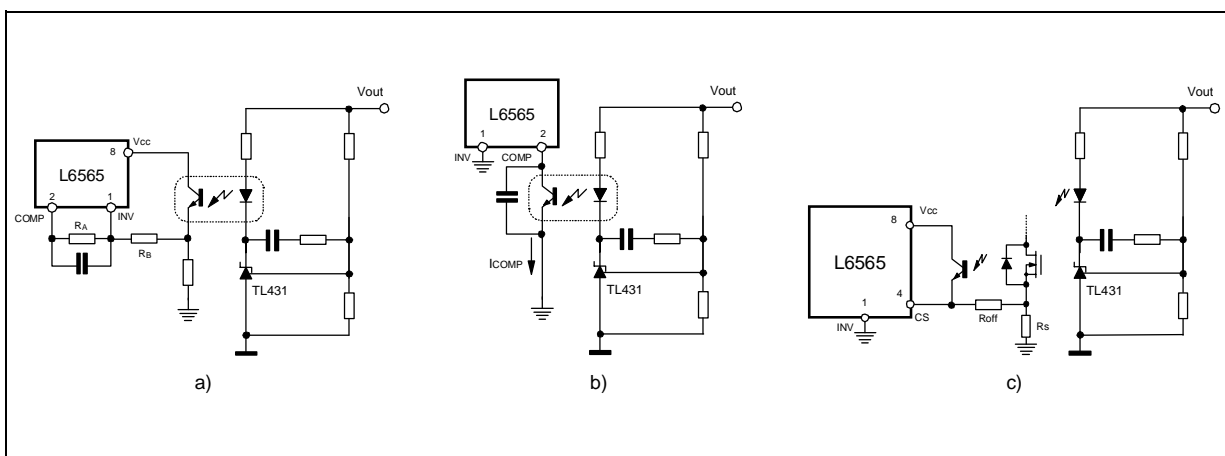 Vout
Vcc
8
L6565
2
1
COMP
INV
RA
RB
TL431
a)
Vout
L6565
1
2
INV
COMP
ICOMP
TL431
b)
Vout
Vcc
8
L6565
4
1
CS
INV
Roff
Rs
TL431
c)